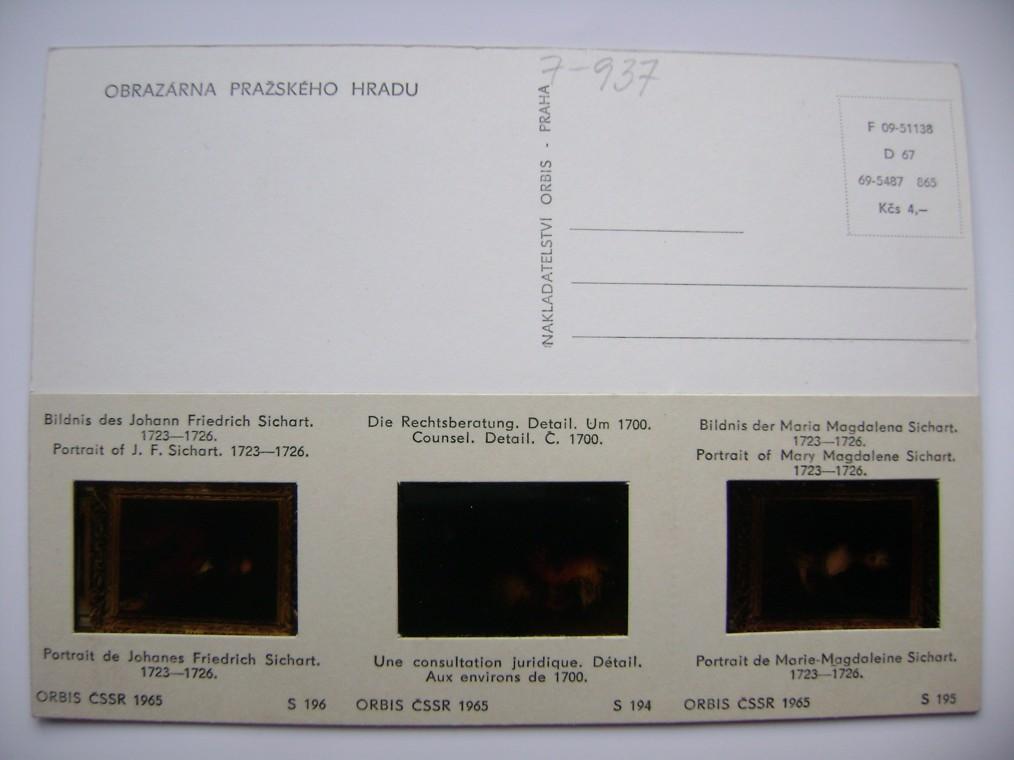 OBRAZÁRNA PRAŽSKÉHO HRADU
7-937
NAKLADATELSTVÍ ORBIS - PRAHA
F 09-51138
D 67
69-5487 865
Kčs 4,—
Bildnis des Johann Friedrich Sichart.
1723—1726.
Portrait of J. F. Sichart. 1723—1726.
Die Rechtsberatung. Detail. Um 1700.
Counsel. Detail. Č. 1700.
Bildnis der Maria Magdalena Sichart.
1723—1726.
Portrait of Mary Magdalene Sichart.
1723—1726.
Portrait de Johanes Friedrich Sichart.
1723—1726.
Une consultation juridique. Détail.
Aux environs de 1700.
Portrait de Marie-Magdaleine Sichart.
1723—1726.
ORBIS ČSSR 1965 S 196
ORBIS ČSSR 1965 S 194
ORBIS ČSSR 1965 S 195